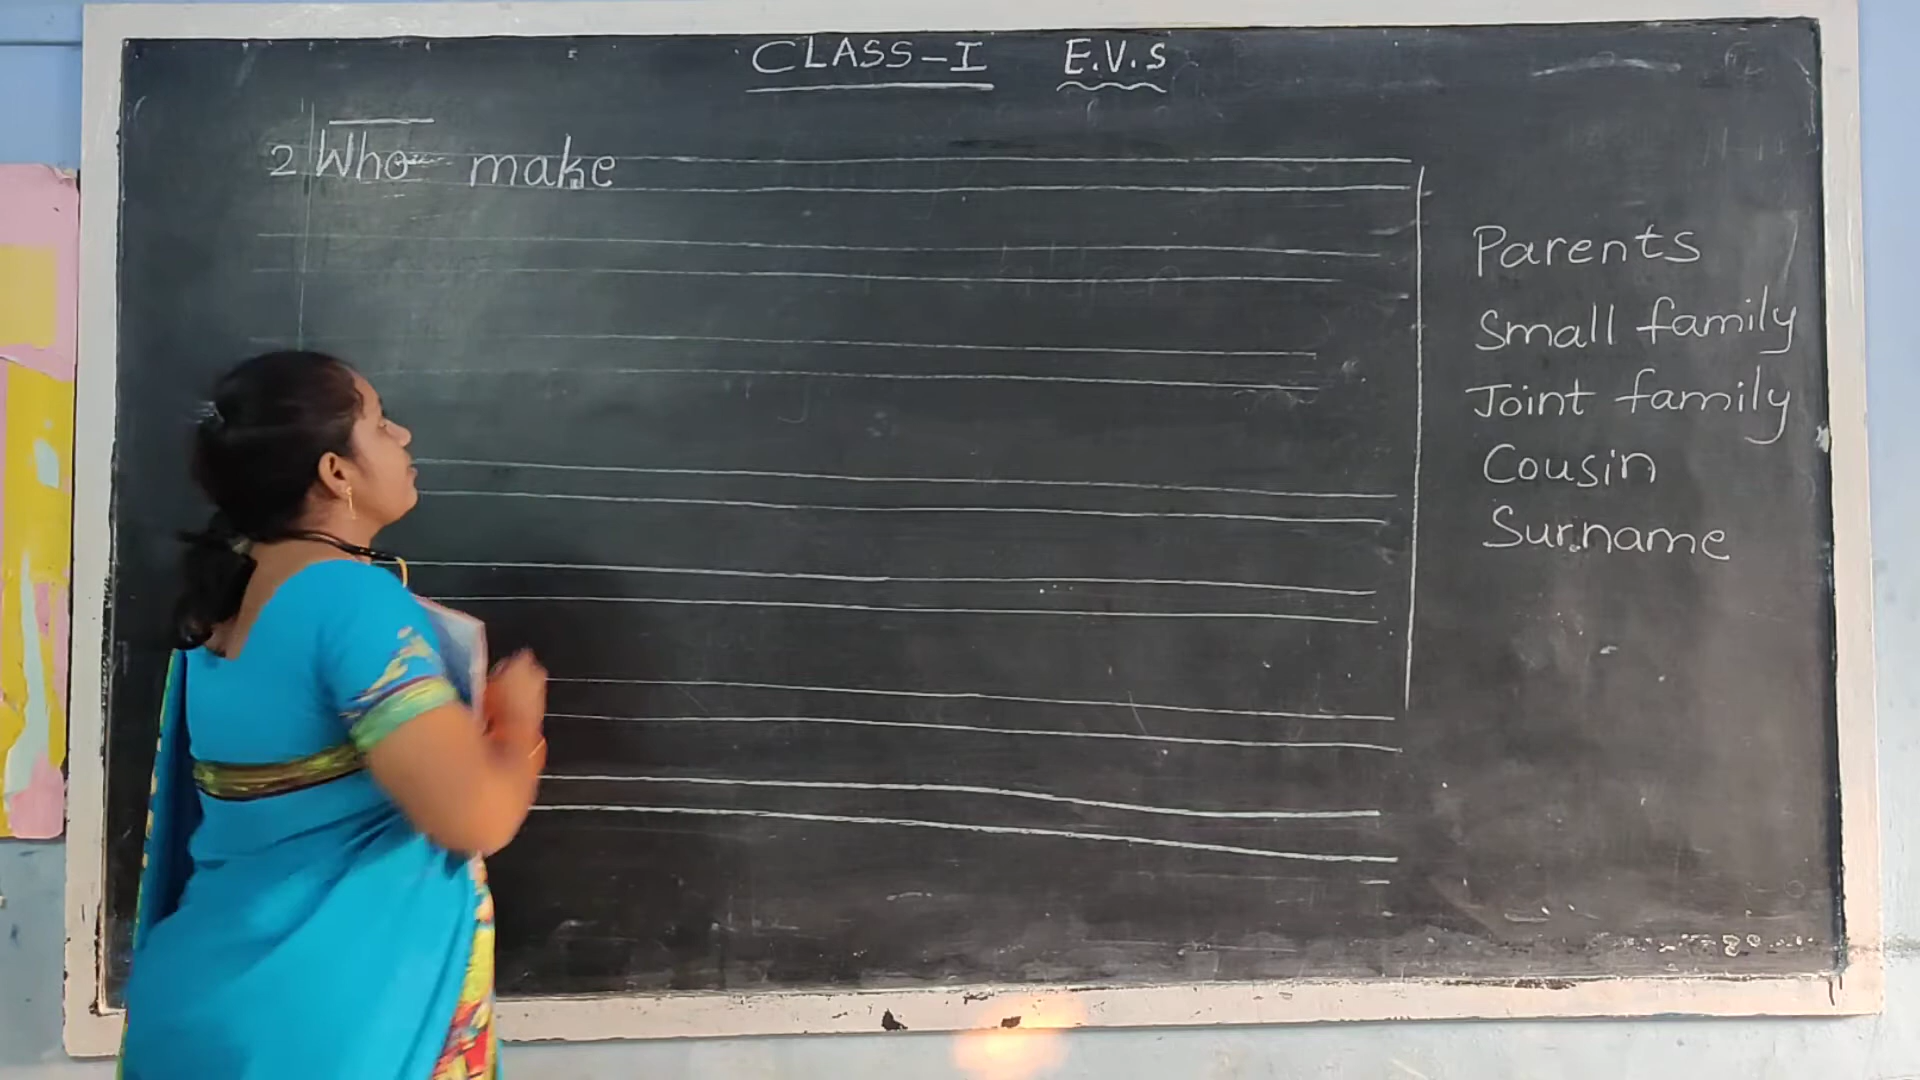 CLASS-I E.V.S
2 Who make
Parents
Small family
Joint family
Cousin
Surname